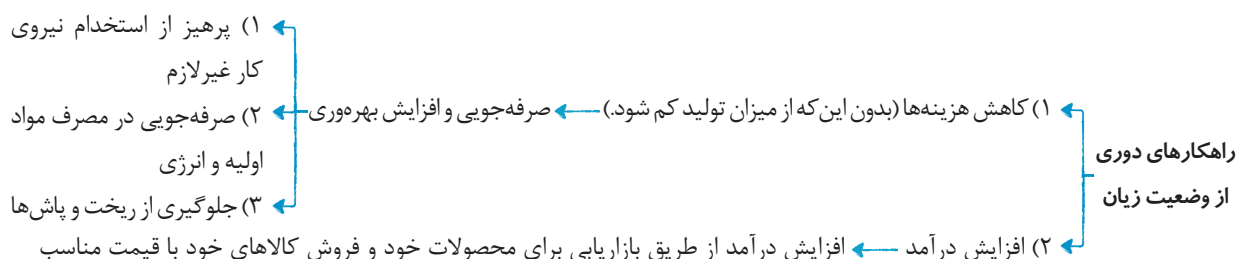 راهکارهای دوری
از وضعیت زیان
۱) کاهش هزینه‌ها (بدون این‌که از میزان تولید کم شود.)
صرفه‌جویی و افزایش بهره‌وری
۱) پرهیز از استخدام نیروی
کار غیرلازم
۲) صرفه‌جویی در مصرف مواد
اولیه و انرژی
۳) جلوگیری از ریخت و پاش‌ها
۲) افزایش درآمد
افزایش درآمد از طریق بازاریابی برای محصولات خود و فروش کالاهای خود با قیمت مناسب